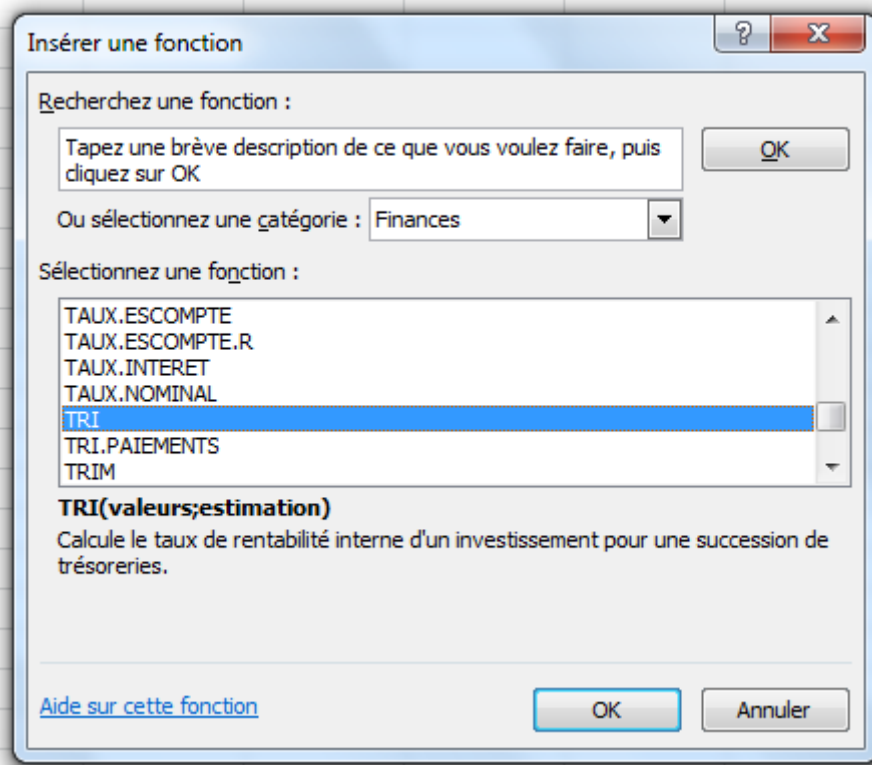 Insérer une fonction
Recherchez une fonction :
Tapez une brève description de ce que vous voulez faire, puis
cliquez sur OK
OK
Ou sélectionnez une catégorie : Finances
Sélectionnez une fonction :
TAUX.ESCOMPTE
TAUX.ESCOMPTE.R
TAUX.INTERET
TAUX.NOMINAL
TRI
TRI.PAIEMENTS
TRIM
TRI(valeurs;estimation)
Calcule le taux de rentabilité interne d'un investissement pour une succession de
trésoreries.
Aide sur cette fonction
OK
Annuler